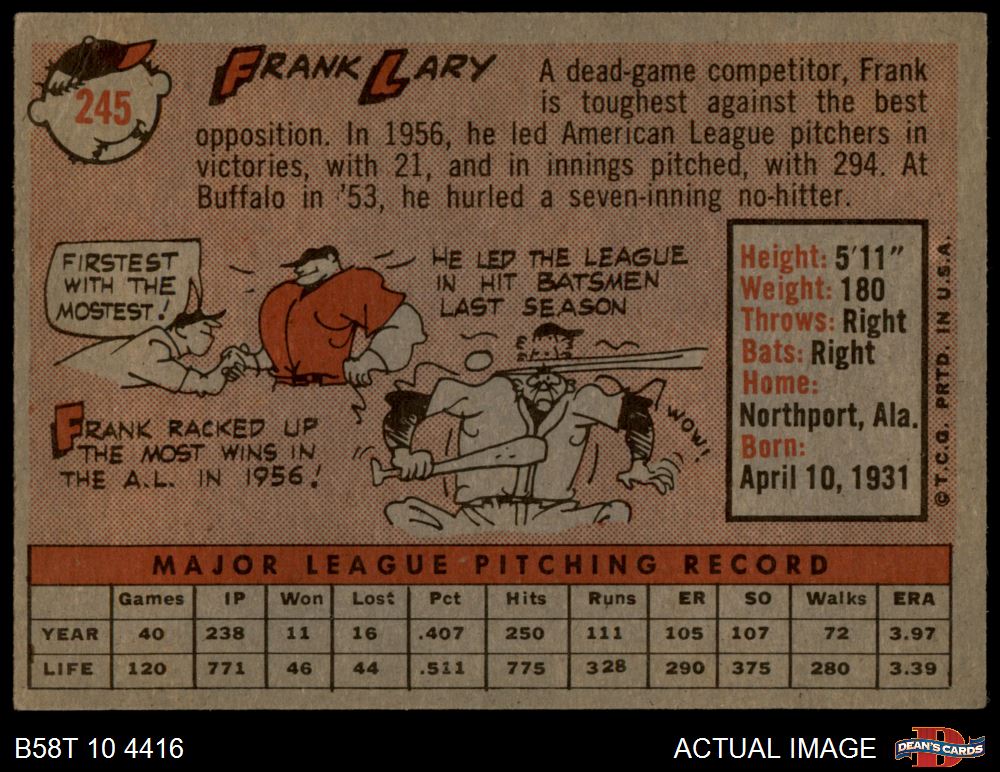 245
FRANK LARY
A dead-game competitor, Frank
is toughest against the best
opposition. In 1956, he led American League pitchers in
victories, with 21, and in innings pitched, with 294. At
Buffalo in '53, he hurled a seven-inning no-hitter.
FIRSTEST
WITH THE
MOSTEST!
HE LED THE LEAGUE
IN HIT BATSMEN
LAST SEASON
WOW!
FRANK RACKED UP
THE MOST WINS IN
THE A.L. IN 1956!
Height: 5'11"
Weight: 180
Throws: Right
Bats: Right
Home:
Northport, Ala.
Born:
April 10, 1931
© T.C.G. PRTD. IN U.S.A.
MAJOR LEAGUE PITCHING RECORD
Games IP Won Lost Pct Hits Runs ER SO Walks ERA
YEAR 40 238 11 16 .407 250 111 105 107 72 3.97
LIFE 120 771 46 44 .511 775 328 290 375 280 3.39
B58T 10 4416
ACTUAL IMAGE
DEAN'S CARDS